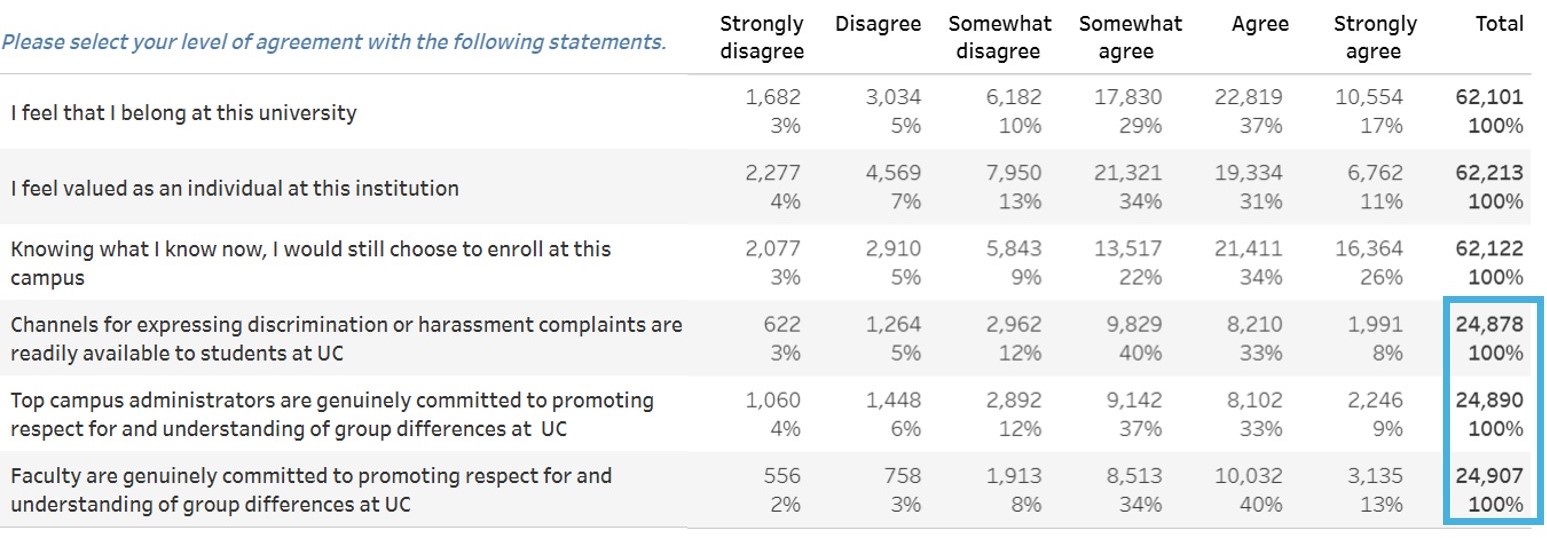 Please select your level of agreement with the following statements.
Strongly disagree Disagree Somewhat disagree Somewhat agree Agree Strongly agree Total
I feel that I belong at this university
1,682 3,034 6,182 17,830 22,819 10,554 62,101
3% 5% 10% 29% 37% 17% 100%
I feel valued as an individual at this institution
2,277 4,569 7,950 21,321 19,334 6,762 62,213
4% 7% 13% 34% 31% 11% 100%
Knowing what I know now, I would still choose to enroll at this
campus
2,077 2,910 5,843 13,517 21,411 16,364 62,122
3% 5% 9% 22% 34% 26% 100%
Channels for expressing discrimination or harassment complaints are
readily available to students at UC
622 1,264 2,962 9,829 8,210 1,991 24,878
3% 5% 12% 40% 33% 8% 100%
Top campus administrators are genuinely committed to promoting
respect for and understanding of group differences at UC
1,060 1,448 2,892 9,142 8,102 2,246 24,890
4% 6% 12% 37% 33% 9% 100%
Faculty are genuinely committed to promoting respect for and
understanding of group differences at UC
556 758 1,913 8,513 10,032 3,135 24,907
2% 3% 8% 34% 40% 13% 100%